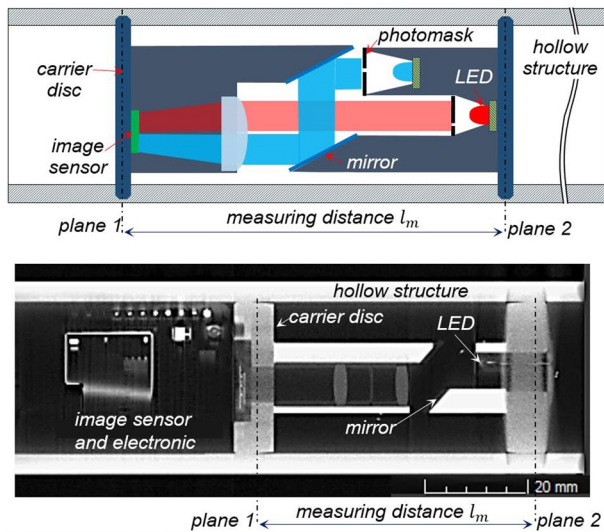 photomask
carrier
disc
LED
hollow
structure
image
sensor
mirror
plane 1
measuring distance lₘ
plane 2
hollow structure
carrier disc
LED
image sensor
and electronic
mirror
20 mm
plane 1
measuring distance lₘ
plane 2